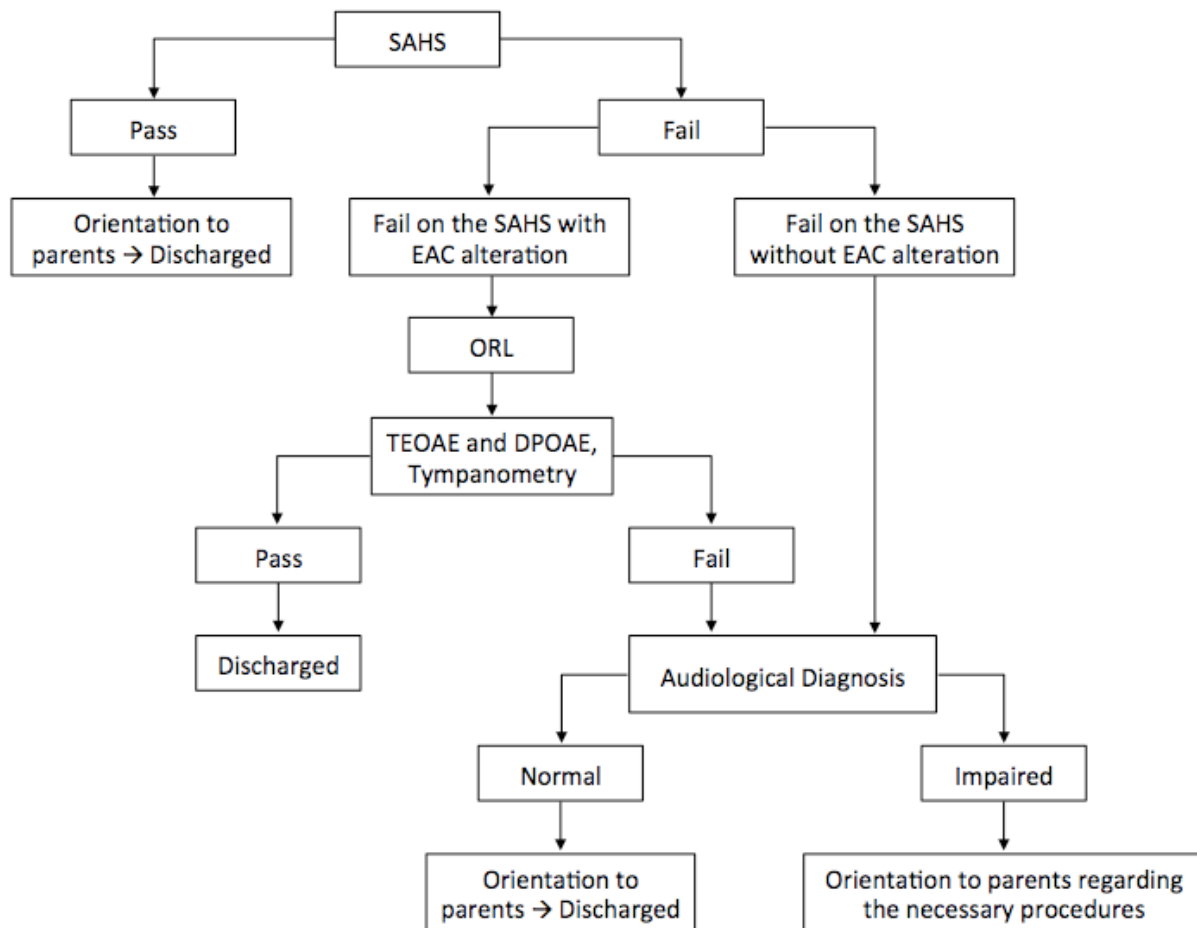 SAHS
Pass
Fail
Orientation to
parents → Discharged
Fail on the SAHS with
EAC alteration
Fail on the SAHS
without EAC alteration
ORL
TEOAE and DPOAE,
Tympanometry
Pass
Fail
Discharged
Audiological Diagnosis
Normal
Impaired
Orientation to
parents → Discharged
Orientation to parents regarding
the necessary procedures